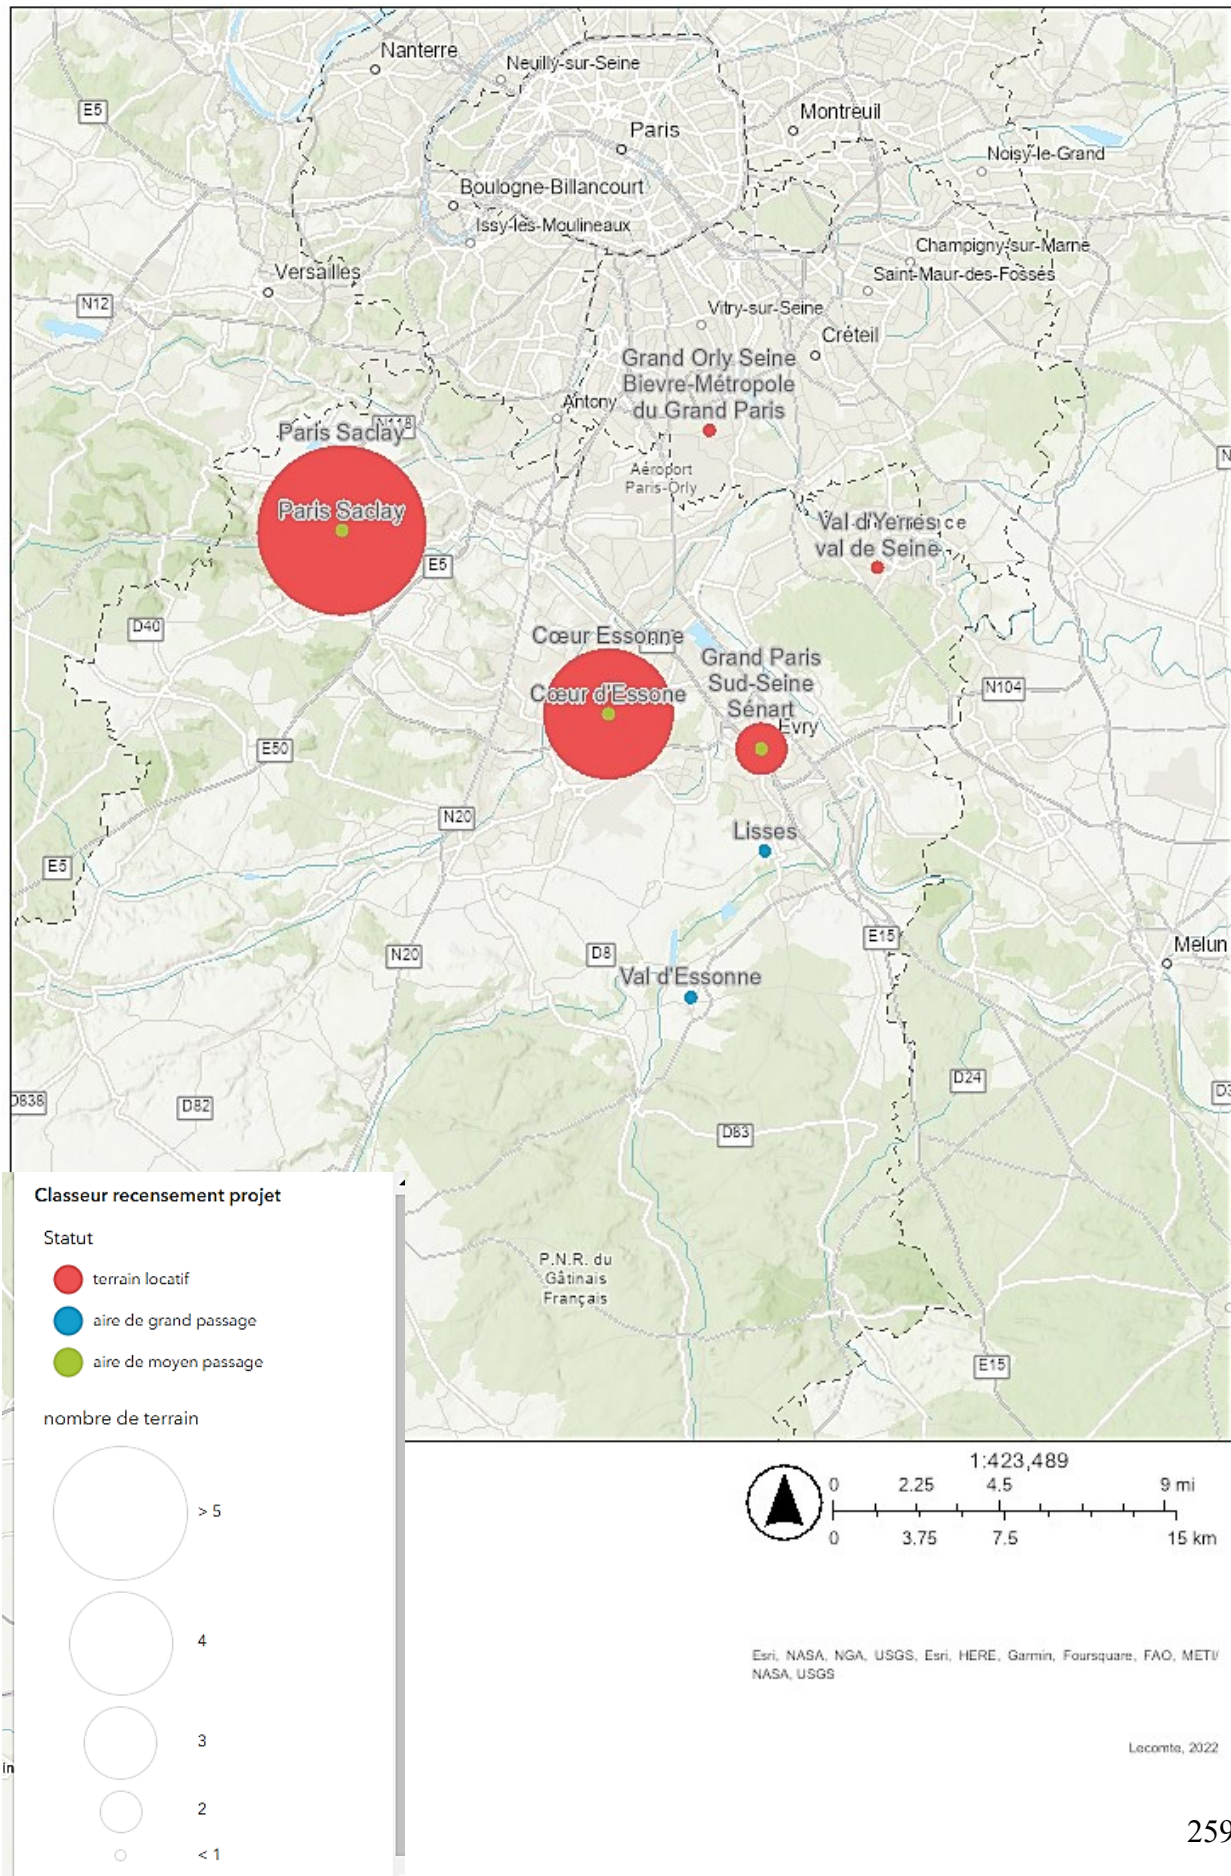 Nanterre
Neuilly-sur-Seine
E5
Montreuil
Paris
Noisy-le-Grand
Boulogne-Billancourt
Issy-les-Moulineaux
Champigny-sur-Marne
Versailles
Saint-Maur-des-Fossés
N12
Vitry-sur-Seine
Créteil
Grand Orly Seine
Bievre-Métropole
du Grand Paris
Antony
N118
Paris Saclay
N
Aéroport
Paris-Orly
Paris Saclay
Val d'Yerres
val de Seine
E5
D40
Cœur Essonne
Grand Paris
Sud-Seine
Sénart
Cœur d'Essone
N104
Evry
E50
N20
Lisses
E5
E15
Melun
N20
D8
Val d'Essonne
D24
D838
D82
D83
P.N.R. du
Gâtinais
Français
E15
Classeur recensement projet
Statut
terrain locatif
aire de grand passage
aire de moyen passage
nombre de terrain
> 5
4
3
2
< 1
in
1:423,489
0 2.25 4.5 9 mi
0 3.75 7.5 15 km
Esri, NASA, NGA, USGS, Esri, HERE, Garmin, Foursquare, FAO, METI/
NASA, USGS
Lecomte, 2022
259